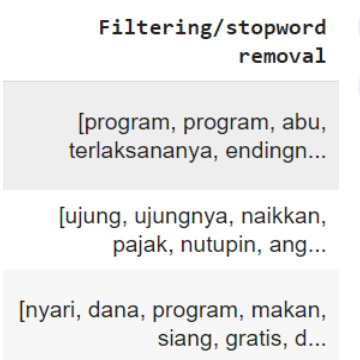 Filtering/stopword
removal
[program, program, abu,
terlaksananya, endingn...
[ujung, ujungnya, naikkan,
pajak, nutupin, ang...
[nyari, dana, program, makan,
siang, gratis, d...